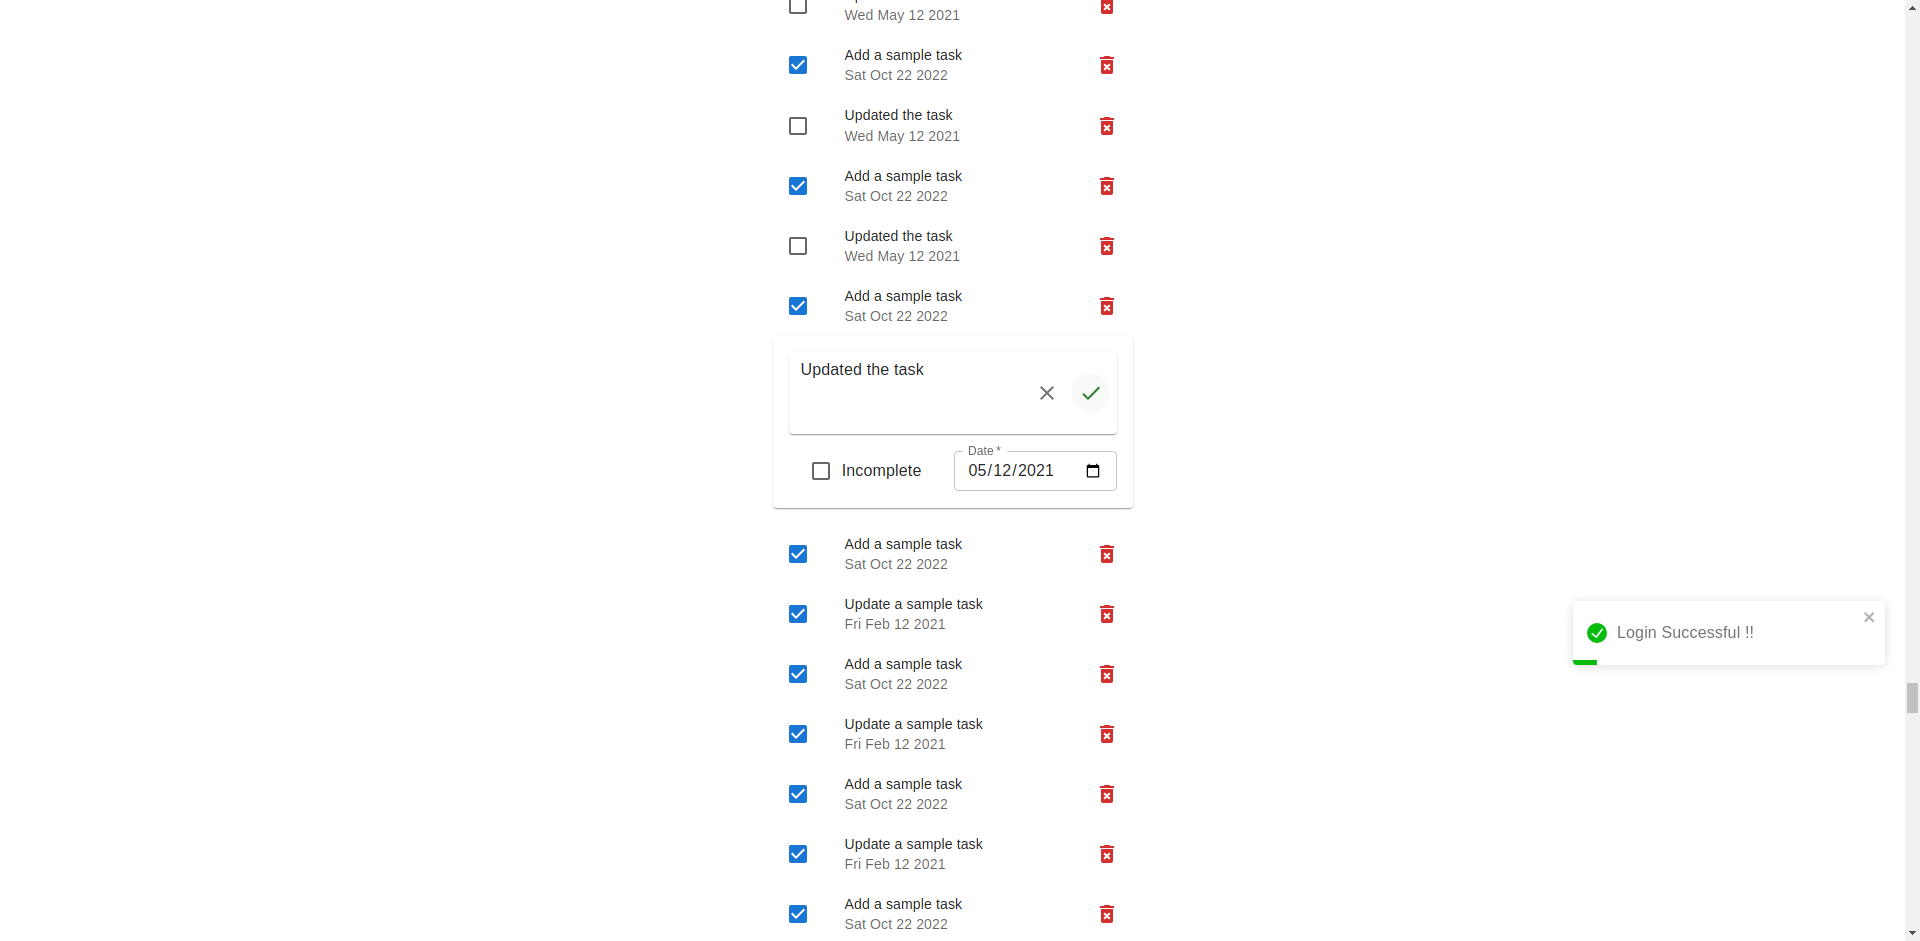 Wed May 12 2021
Add a sample task
Sat Oct 22 2022
Updated the task
Wed May 12 2021
Add a sample task
Sat Oct 22 2022
Updated the task
Wed May 12 2021
Add a sample task
Sat Oct 22 2022
Updated the task
Date *
Incomplete
05/12/2021
Add a sample task
Sat Oct 22 2022
Update a sample task
Fri Feb 12 2021
Login Successful !!
Add a sample task
Sat Oct 22 2022
Update a sample task
Fri Feb 12 2021
Add a sample task
Sat Oct 22 2022
Update a sample task
Fri Feb 12 2021
Add a sample task
Sat Oct 22 2022